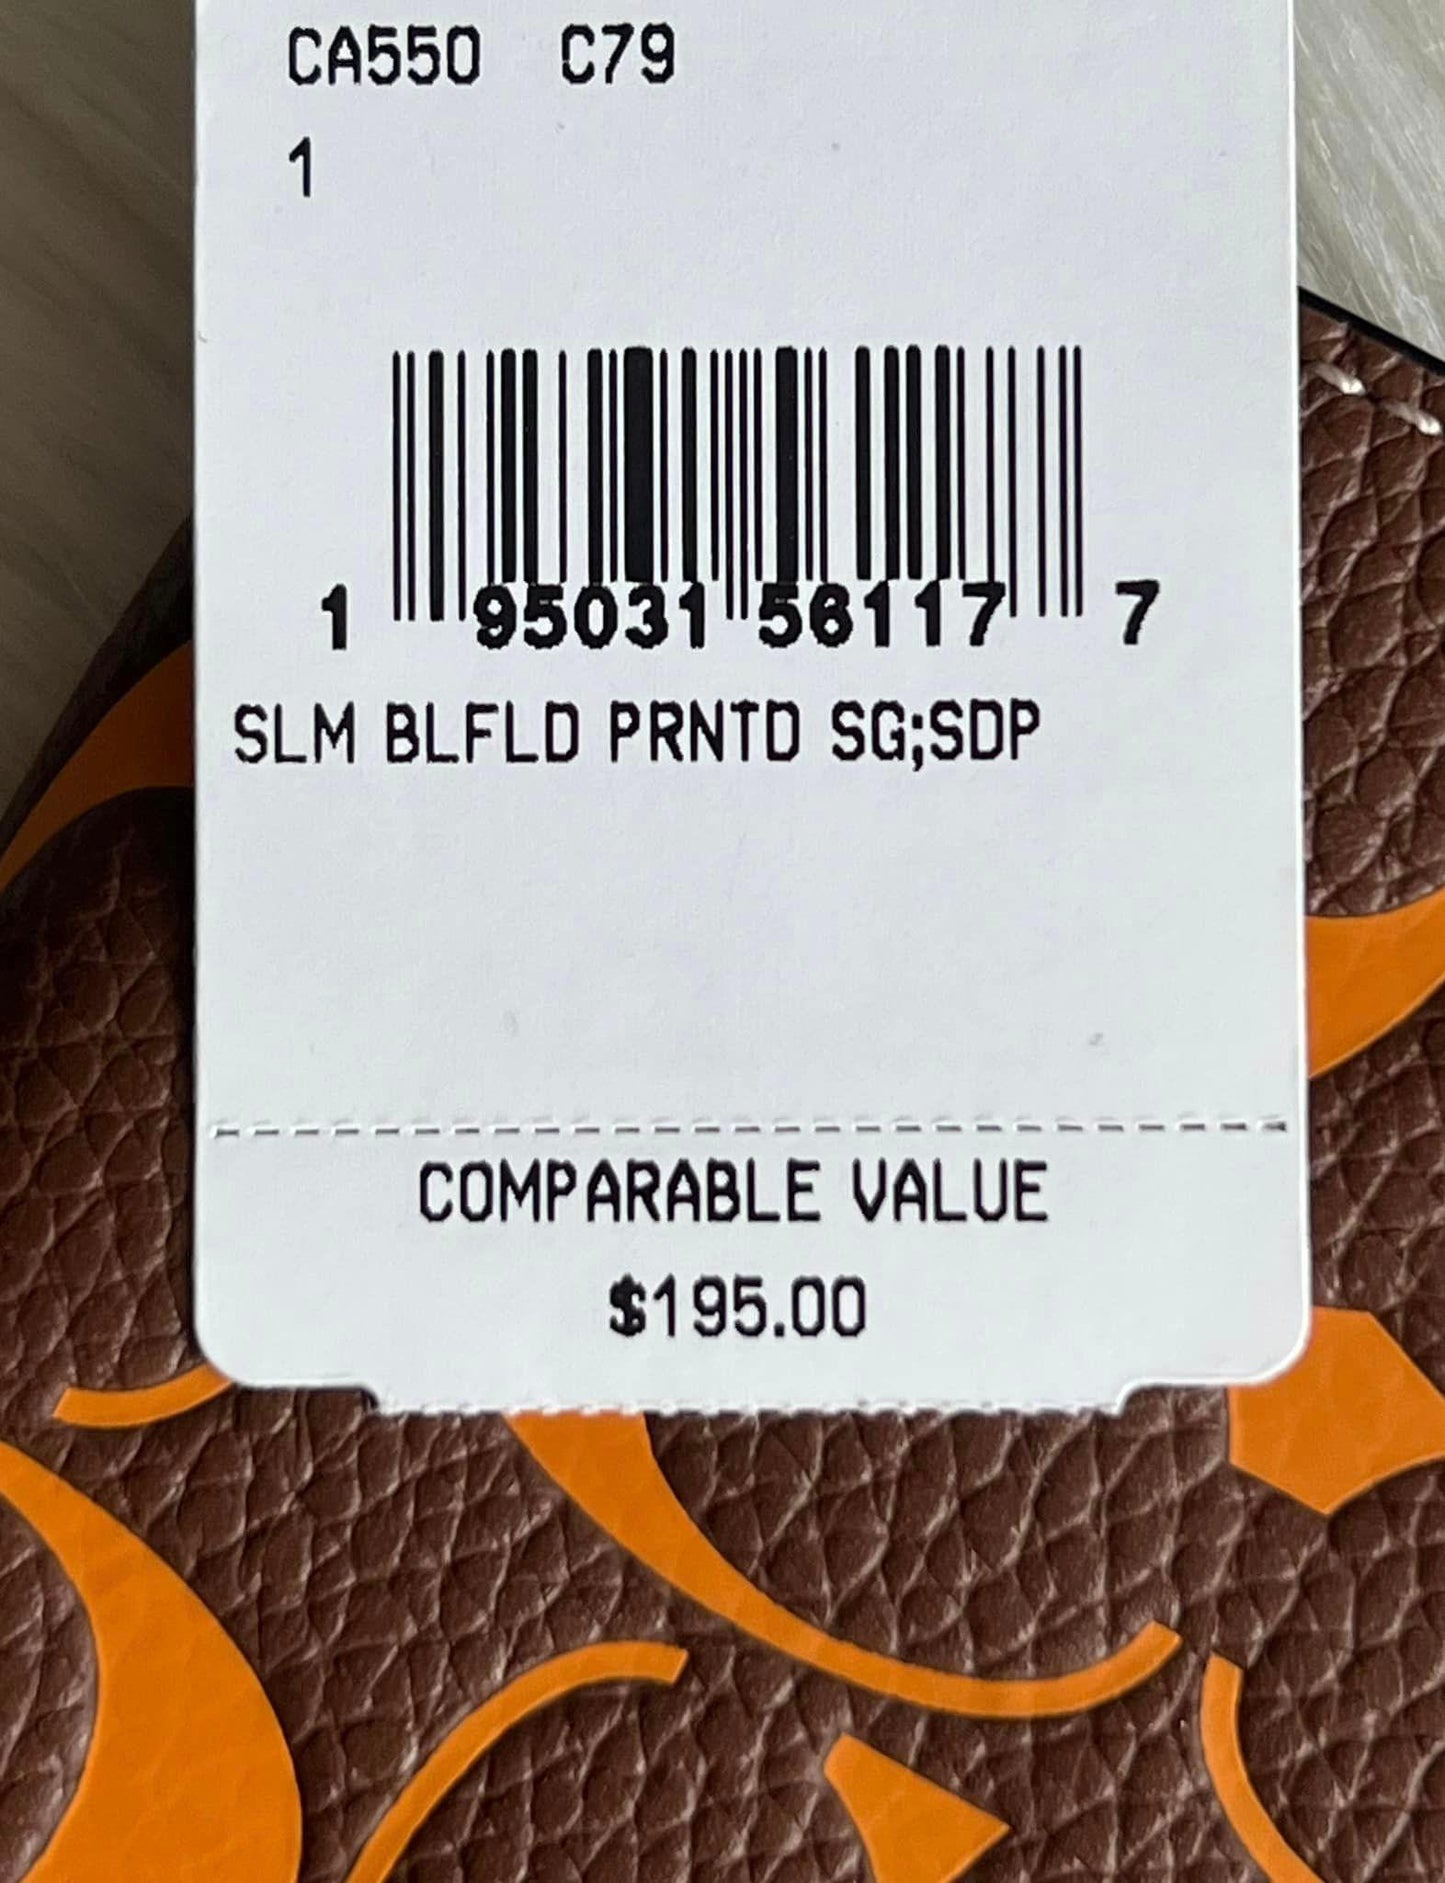 CA550 C79
1
1 95031 56117 7
SLM BLFLD PRNTD SG;SDP
COMPARABLE VALUE
$195.00